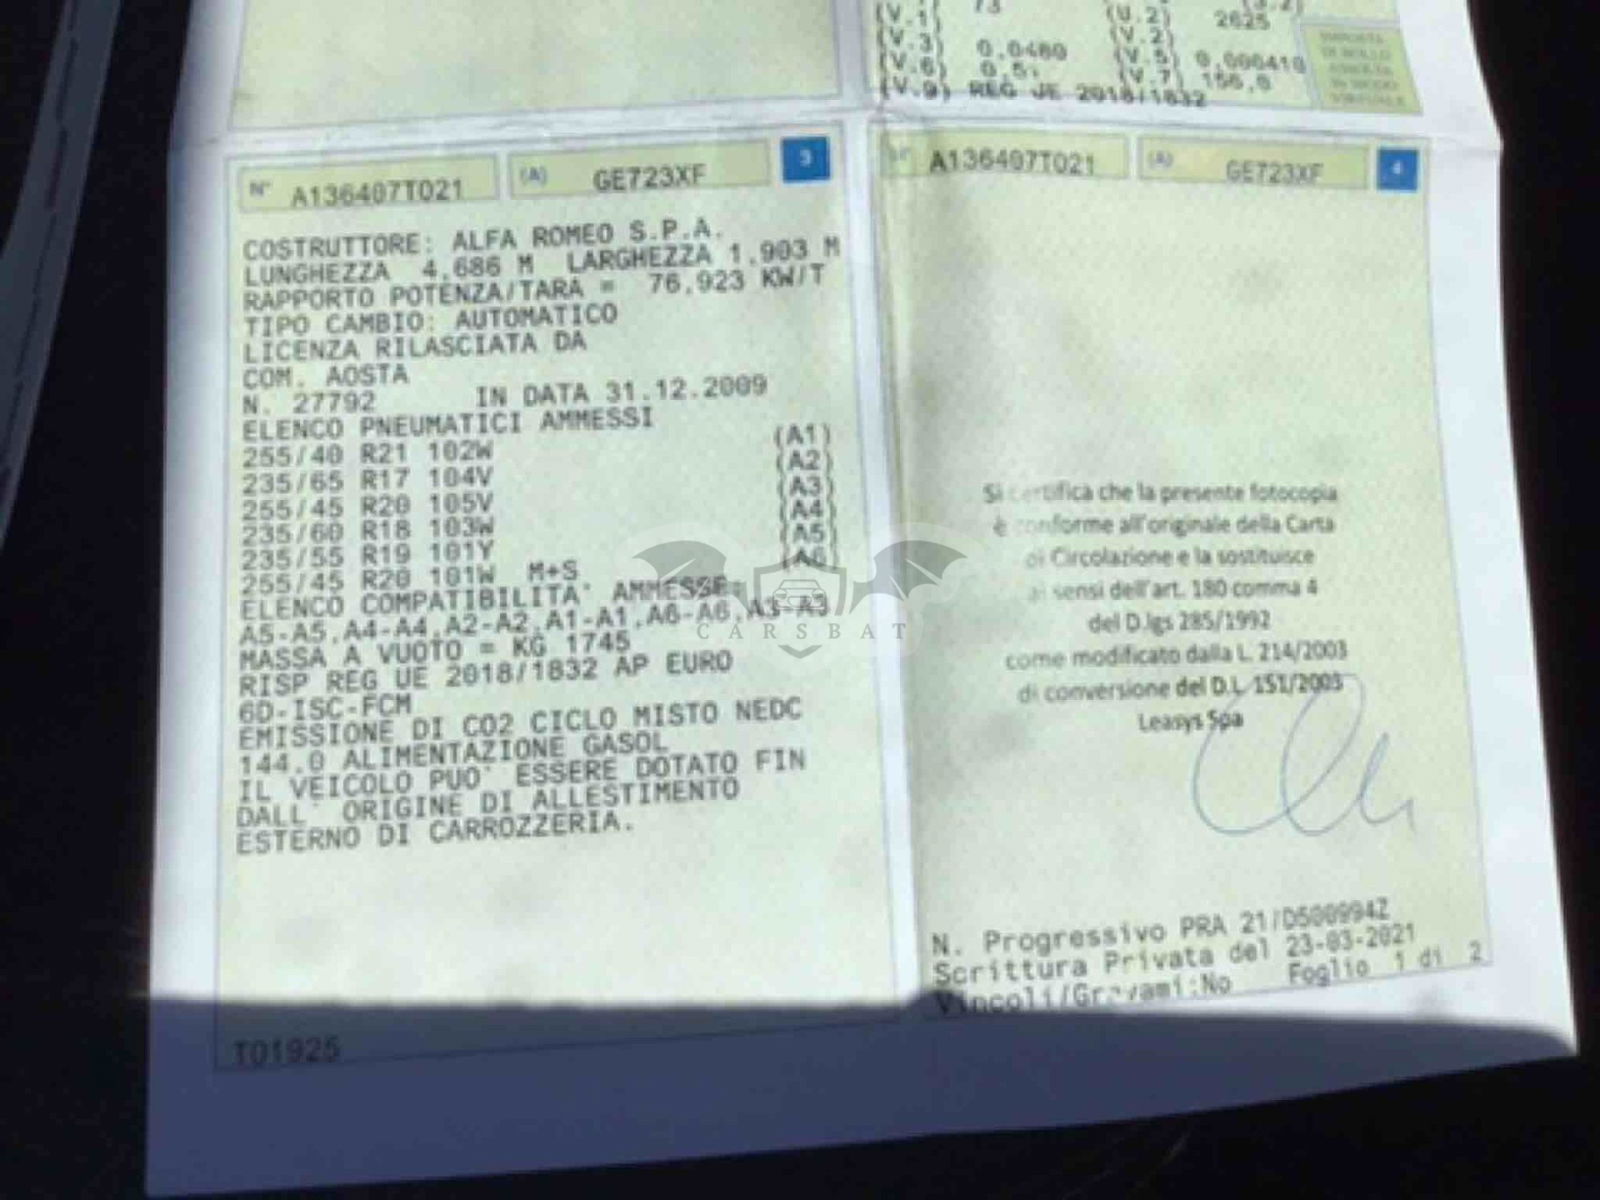 (V.1) 73 (U.2) 2625
(V.3) 0.0480 (V.2)
(V.6) 0,5 (V.5) 0,000410
(V.9) REG UE 2018/1832 (V.7) 156,0
IMPOSTA
DI BOLLO
ASSOLTA
IN MODO
VIRTUALE
N° A136407T021 (A) GE723XF 3
COSTRUTTORE: ALFA ROMEO S.P.A.
LUNGHEZZA 4,686 M LARGHEZZA 1.903 M
RAPPORTO POTENZA/TARA = 76,923 KW/T
TIPO CAMBIO: AUTOMATICO
LICENZA RILASCIATA DA
COM. AOSTA
N. 27792 IN DATA 31.12.2009
ELENCO PNEUMATICI AMMESSI
255/40 R21 102W (A1)
235/65 R17 104V (A2)
255/45 R20 105V (A3)
235/60 R18 103W (A4)
235/55 R19 101Y (A5)
255/45 R20 101W M+S. (A6)
ELENCO COMPATIBILITA' AMMESSE:
A5-A5,A4-A4,A2-A2,A1-A1,A6-A6,A3-A3
MASSA A VUOTO = KG 1745
RISP REG UE 2018/1832 AP EURO
6D-ISC-FCM
EMISSIONE DI CO2 CICLO MISTO NEDC
144.0 ALIMENTAZIONE GASOL
IL VEICOLO PUO' ESSERE DOTATO FIN
DALL' ORIGINE DI ALLESTIMENTO
ESTERNO DI CARROZZERIA.
T01925
N° A136407T021 (A) GE723XF 4
Si certifica che la presente fotocopia
è conforme all'originale della Carta
di Circolazione e la sostituisce
ai sensi dell'art. 180 comma 4
del D.lgs 285/1992
come modificato dalla L. 214/2003
di conversione del D.L 151/2003
Leasys Spa
N. Progressivo PRA 21/D500994Z
Scrittura Privata del 23-03-2021
Vincoli/Gravami:No Foglio 1 di 2
CARSBAT